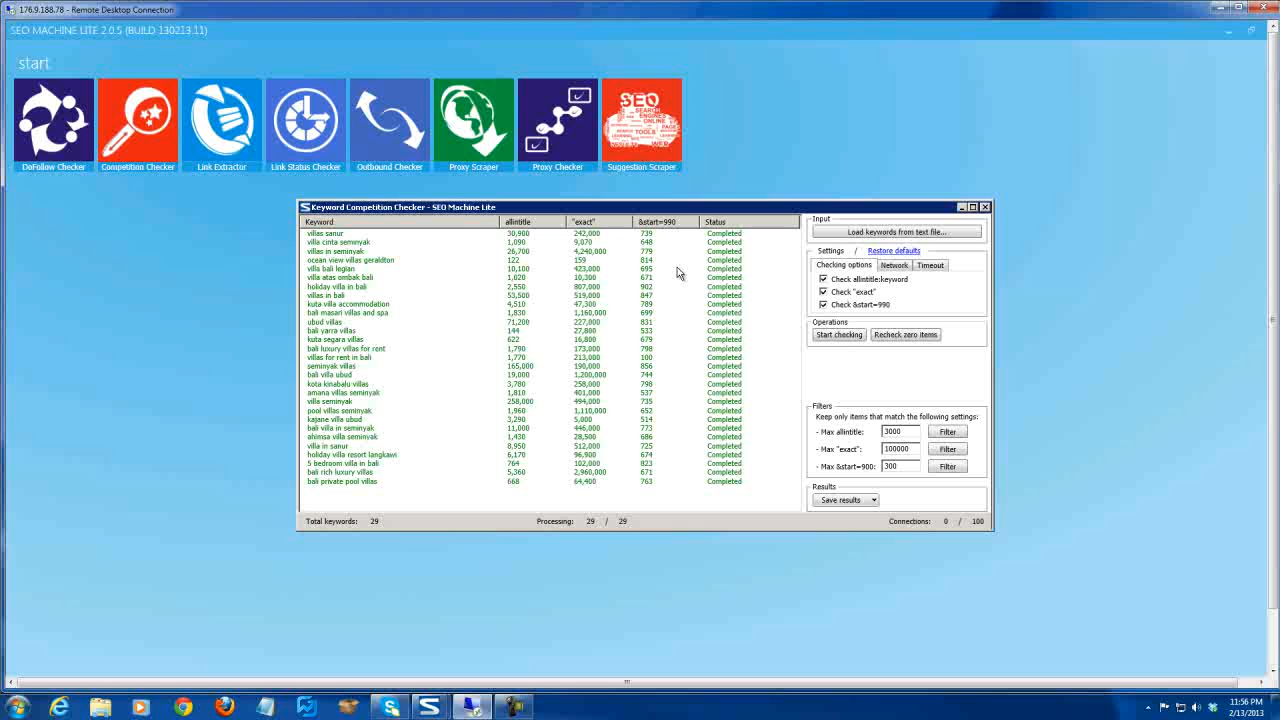 176.9.188.78 - Remote Desktop Connection
SEO MACHINE LITE 2.0.5 (BUILD 130213.11)
start
DoFollow Checker Competition Checker Link Extractor Link Status Checker Outbound Checker Proxy Scraper Proxy Checker Suggestion Scraper
Keyword Competition Checker - SEO Machine Lite
Keyword allintitle "exact" &start=990 Status
villas sanur 30,900 242,000 739 Completed
villa cinta seminyak 1,090 9,070 648 Completed
villas in seminyak 26,700 4,240,000 779 Completed
ocean view villas geraldton 122 159 814 Completed
villa bali legian 10,100 423,000 695 Completed
villa atas ombak bali 1,020 10,300 671 Completed
holiday villa in bali 2,550 807,000 902 Completed
villas in bali 53,500 519,000 847 Completed
kuta villa accommodation 4,510 47,300 789 Completed
bali masari villas and spa 1,830 1,160,000 699 Completed
ubud villas 71,200 227,000 831 Completed
bali yarra villas 144 27,800 533 Completed
kuta segara villas 622 16,800 679 Completed
bali luxury villas for rent 1,790 173,000 798 Completed
villas for rent in bali 1,770 213,000 100 Completed
seminyak villas 165,000 190,000 856 Completed
bali villa ubud 19,000 1,200,000 744 Completed
kota kinabalu villas 3,780 258,000 798 Completed
amana villas seminyak 1,810 401,000 537 Completed
villa seminyak 258,000 494,000 735 Completed
pool villas seminyak 1,960 1,110,000 652 Completed
kajane villa ubud 3,290 5,000 514 Completed
bali villa in seminyak 11,000 446,000 773 Completed
ahimsa villa seminyak 1,430 28,500 686 Completed
villa in sanur 8,950 512,000 725 Completed
holiday villa resort langkawi 6,170 96,900 674 Completed
5 bedroom villa in bali 764 102,000 823 Completed
bali rich luxury villas 5,360 2,960,000 671 Completed
bali private pool villas 668 64,400 763 Completed
Total keywords: 29 Processing: 29 / 29 Connections: 0 / 100
Input
Load keywords from text file...
Settings / Restore defaults
Checking options Network Timeout
Check allintitle:keyword
Check "exact"
Check &start=990
Operations
Start checking Recheck zero items
Filters
Keep only items that match the following settings:
- Max allintitle: 3000 Filter
- Max "exact": 100000 Filter
- Max &start=900: 300 Filter
Results
Save results
11:56 PM
2/13/2013